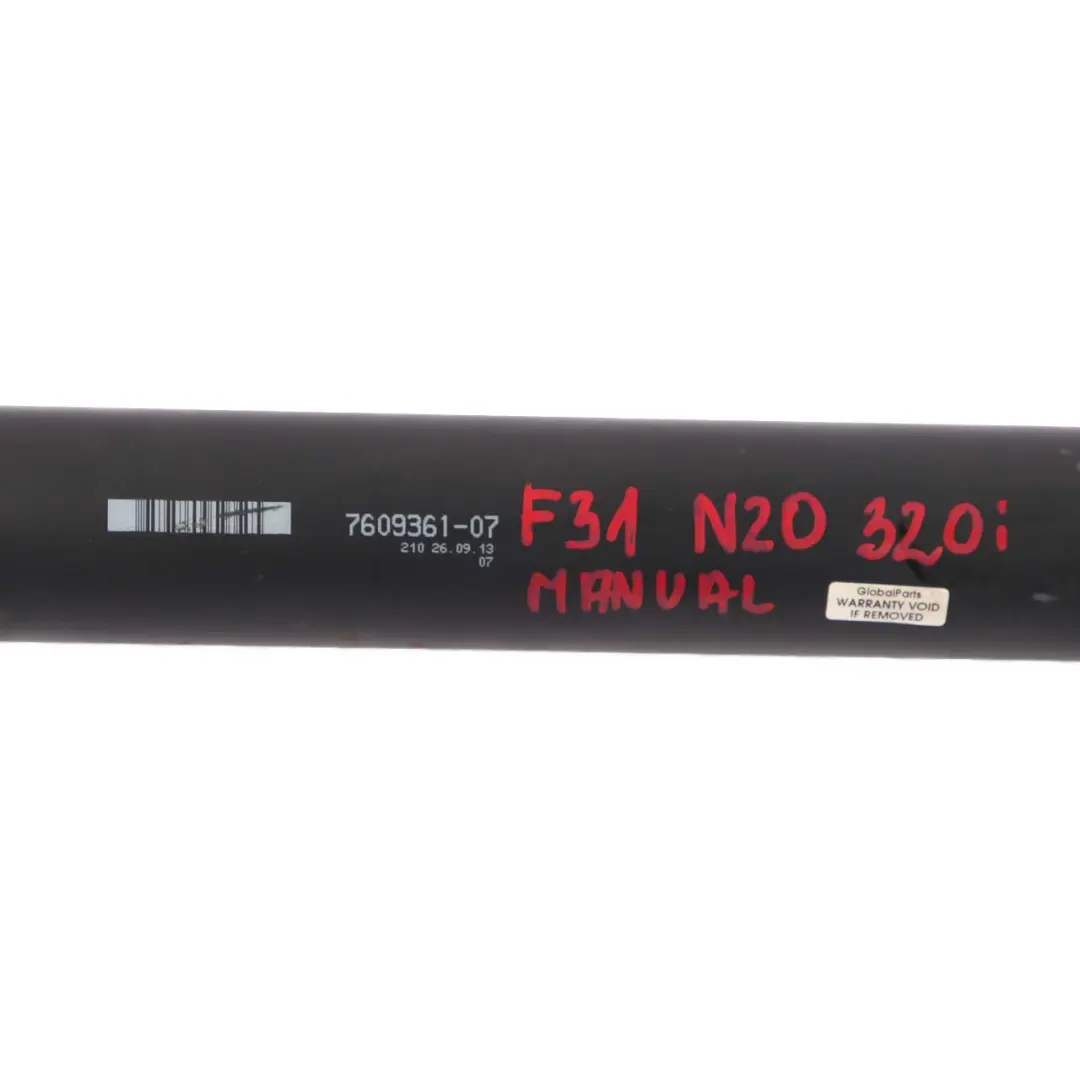 7609361-07
210 26.09.13
07
F31 N20 320i
MANUAL
GlobalParts
WARRANTY VOID
IF REMOVED